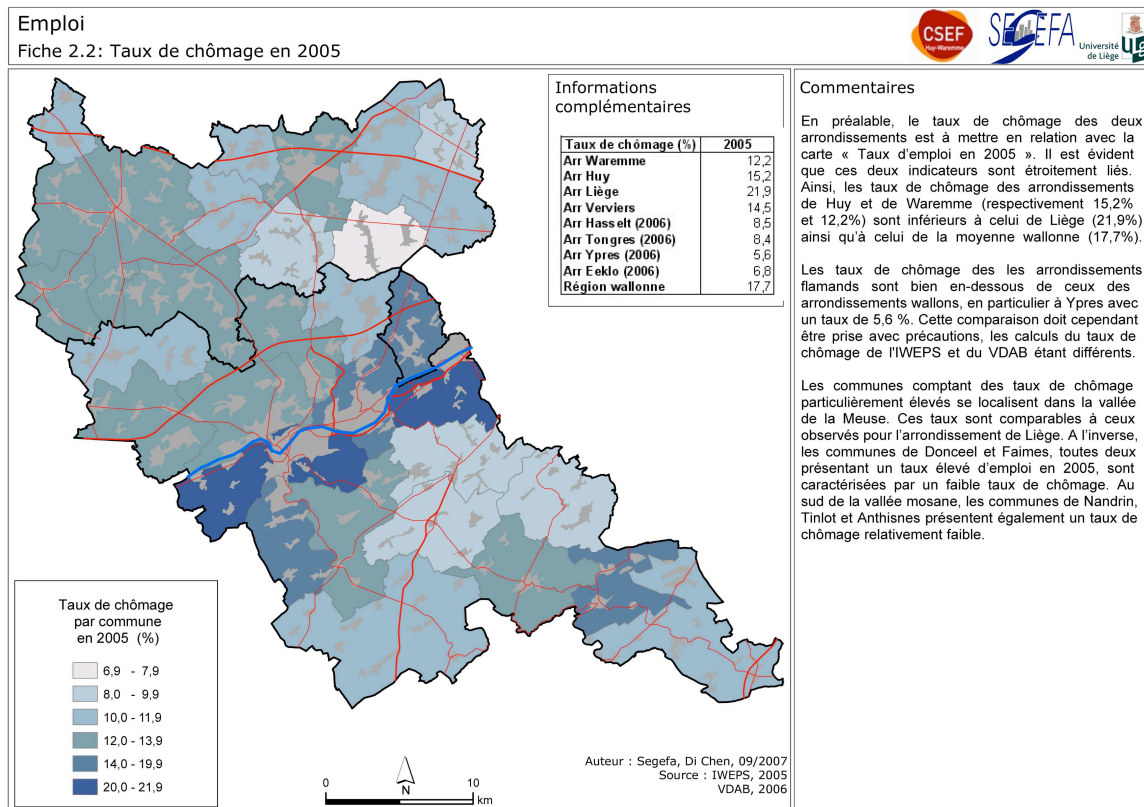 Emploi
Fiche 2.2: Taux de chômage en 2005
CSEF
Huy-Waremme
SEGEFA
Université
de Liège
Informations
complémentaires
Taux de chômage (%) 2005
Arr Waremme 12,2
Arr Huy 15,2
Arr Liège 21,9
Arr Verviers 14,5
Arr Hasselt (2006) 8,5
Arr Tongres (2006) 8,4
Arr Ypres (2006) 5,6
Arr Eeklo (2006) 6,8
Région wallonne 17,7
Commentaires
En préalable, le taux de chômage des deux
arrondissements est à mettre en relation avec la
carte « Taux d'emploi en 2005 ». Il est évident
que ces deux indicateurs sont étroitement liés.
Ainsi, les taux de chômage des arrondissements
de Huy et de Waremme (respectivement 15,2%
et 12,2%) sont inférieurs à celui de Liège (21,9%)
ainsi qu'à celui de la moyenne wallonne (17,7%).
Les taux de chômage des les arrondissements
flamands sont bien en-dessous de ceux des
arrondissements wallons, en particulier à Ypres avec
un taux de 5,6 %. Cette comparaison doit cependant
être prise avec précautions, les calculs du taux de
chômage de l'IWEPS et du VDAB étant différents.
Les communes comptant des taux de chômage
particulièrement élevés se localisent dans la vallée
de la Meuse. Ces taux sont comparables à ceux
observés pour l'arrondissement de Liège. A l'inverse,
les communes de Donceel et Faimes, toutes deux
présentant un taux élevé d'emploi en 2005, sont
caractérisées par un faible taux de chômage. Au
sud de la vallée mosane, les communes de Nandrin,
Tinlot et Anthisnes présentent également un taux de
chômage relativement faible.
Taux de chômage
par commune
en 2005 (%)
6,9 - 7,9
8,0 - 9,9
10,0 - 11,9
12,0 - 13,9
14,0 - 19,9
20,0 - 21,9
N
0 10
km
Auteur : Segefa, Di Chen, 09/2007
Source : IWEPS, 2005
VDAB, 2006